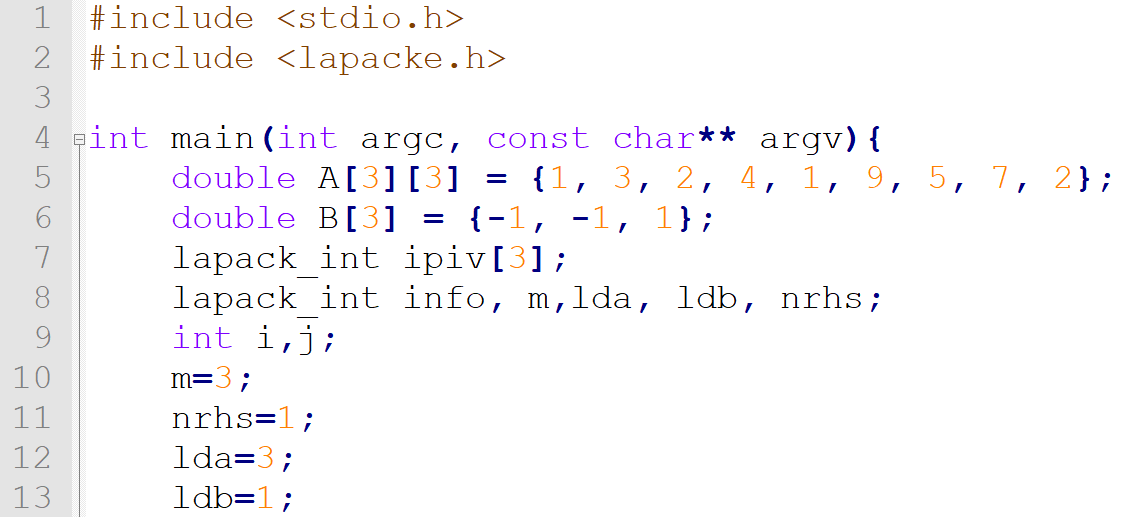 1 #include <stdio.h>
2 #include <lapacke.h>
3
4 int main(int argc, const char** argv){
5 double A[3][3] = {1, 3, 2, 4, 1, 9, 5, 7, 2};
6 double B[3] = {-1, -1, 1};
7 lapack_int ipiv[3];
8 lapack_int info, m,lda, ldb, nrhs;
9 int i,j;
10 m=3;
11 nrhs=1;
12 lda=3;
13 ldb=1;